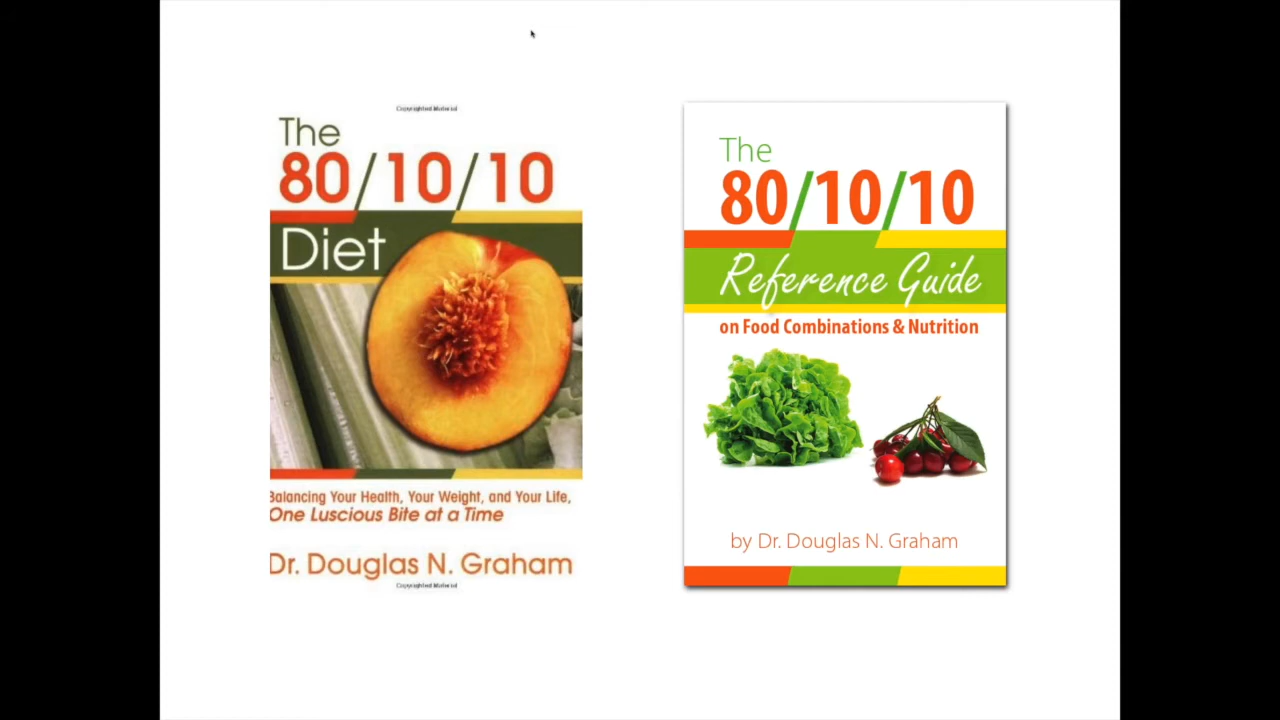 Copyrighted Material
The
80/10/10
Diet
Balancing Your Health, Your Weight, and Your Life,
One Luscious Bite at a Time
Dr. Douglas N. Graham
Copyrighted Material
The
80/10/10
Reference Guide
on Food Combinations & Nutrition
by Dr. Douglas N. Graham